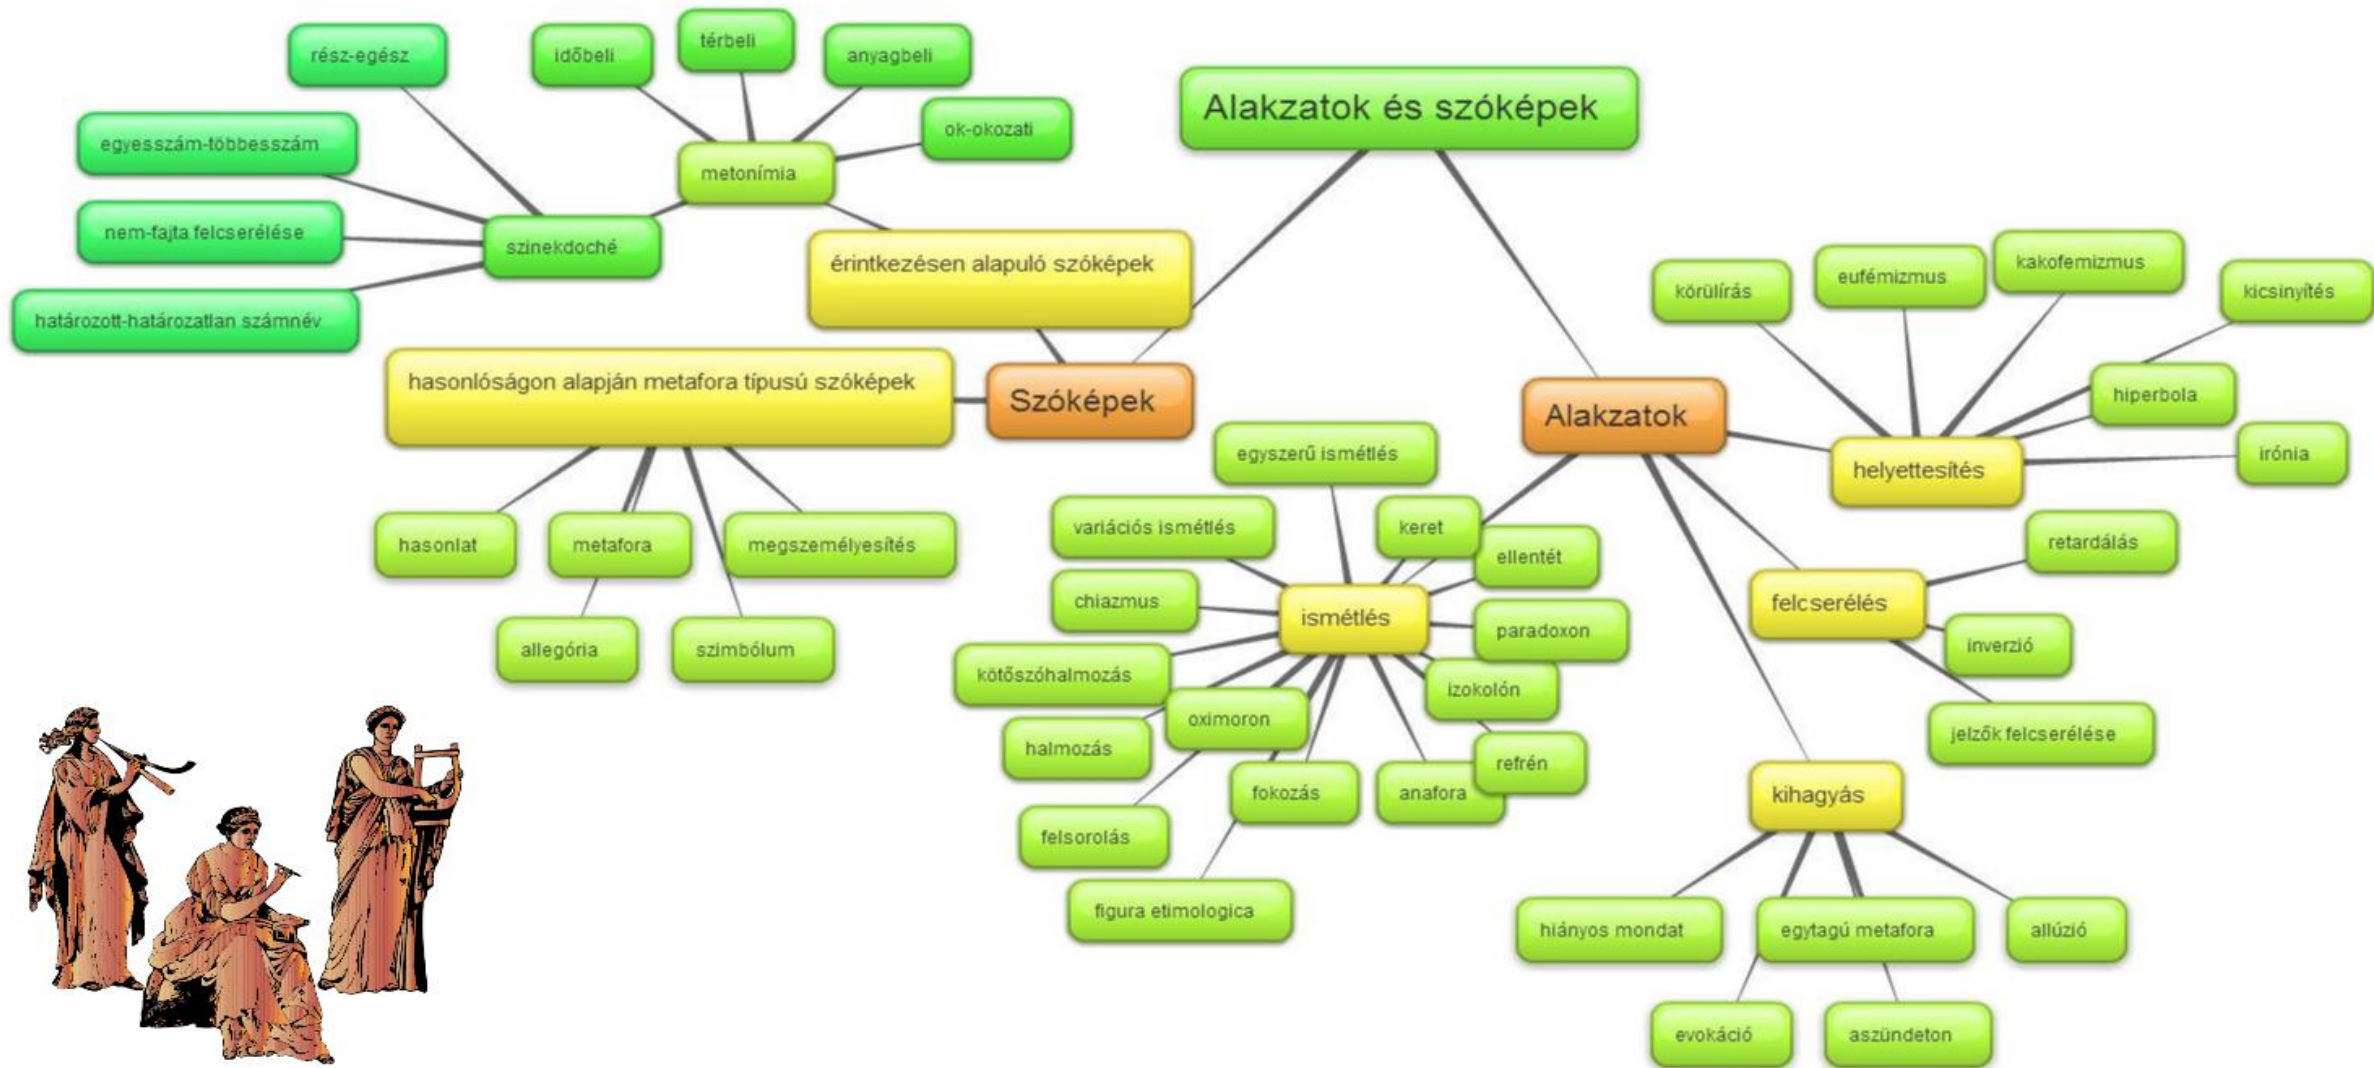 Alakzatok és szóképek
Szóképek
érintkezésen alapuló szóképek
metonímia
időbeli
térbeli
anyagbeli
ok-okozati
szinekdoché
rész-egész
egyesszám-többesszám
nem-fajta felcserélése
határozott-határozatlan számnév
hasonlóságon alapján metafora típusú szóképek
hasonlat
metafora
megszemélyesítés
allegória
szimbólum
Alakzatok
helyettesítés
körülírás
eufémizmus
kakofemizmus
kicsinyítés
hiperbola
irónia
felcserélés
retardálás
inverzió
jelzők felcserélése
kihagyás
hiányos mondat
egytagú metafora
allúzió
evokáció
aszündeton
ismétlés
egyszerű ismétlés
variációs ismétlés
keret
ellentét
chiazmus
paradoxon
kötőszóhalmozás
izokolón
oximoron
halmozás
refrén
fokozás
anafora
felsorolás
figura etimologica